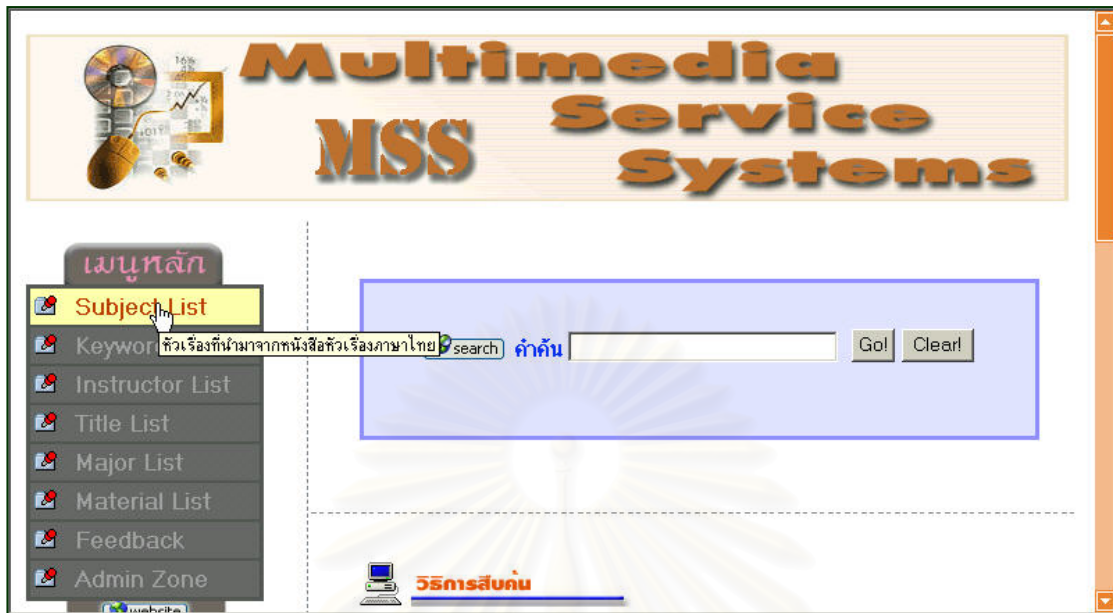 Multimedia
Service
MSS
Systems
เมนูหลัก
Subject List
หัวเรื่องที่นำมาจากหนังสือหัวเรื่องภาษาไทย
search คำค้น Go! Clear!
Instructor List
Title List
Major List
Material List
Feedback
Admin Zone
วิธีการสืบค้น
website